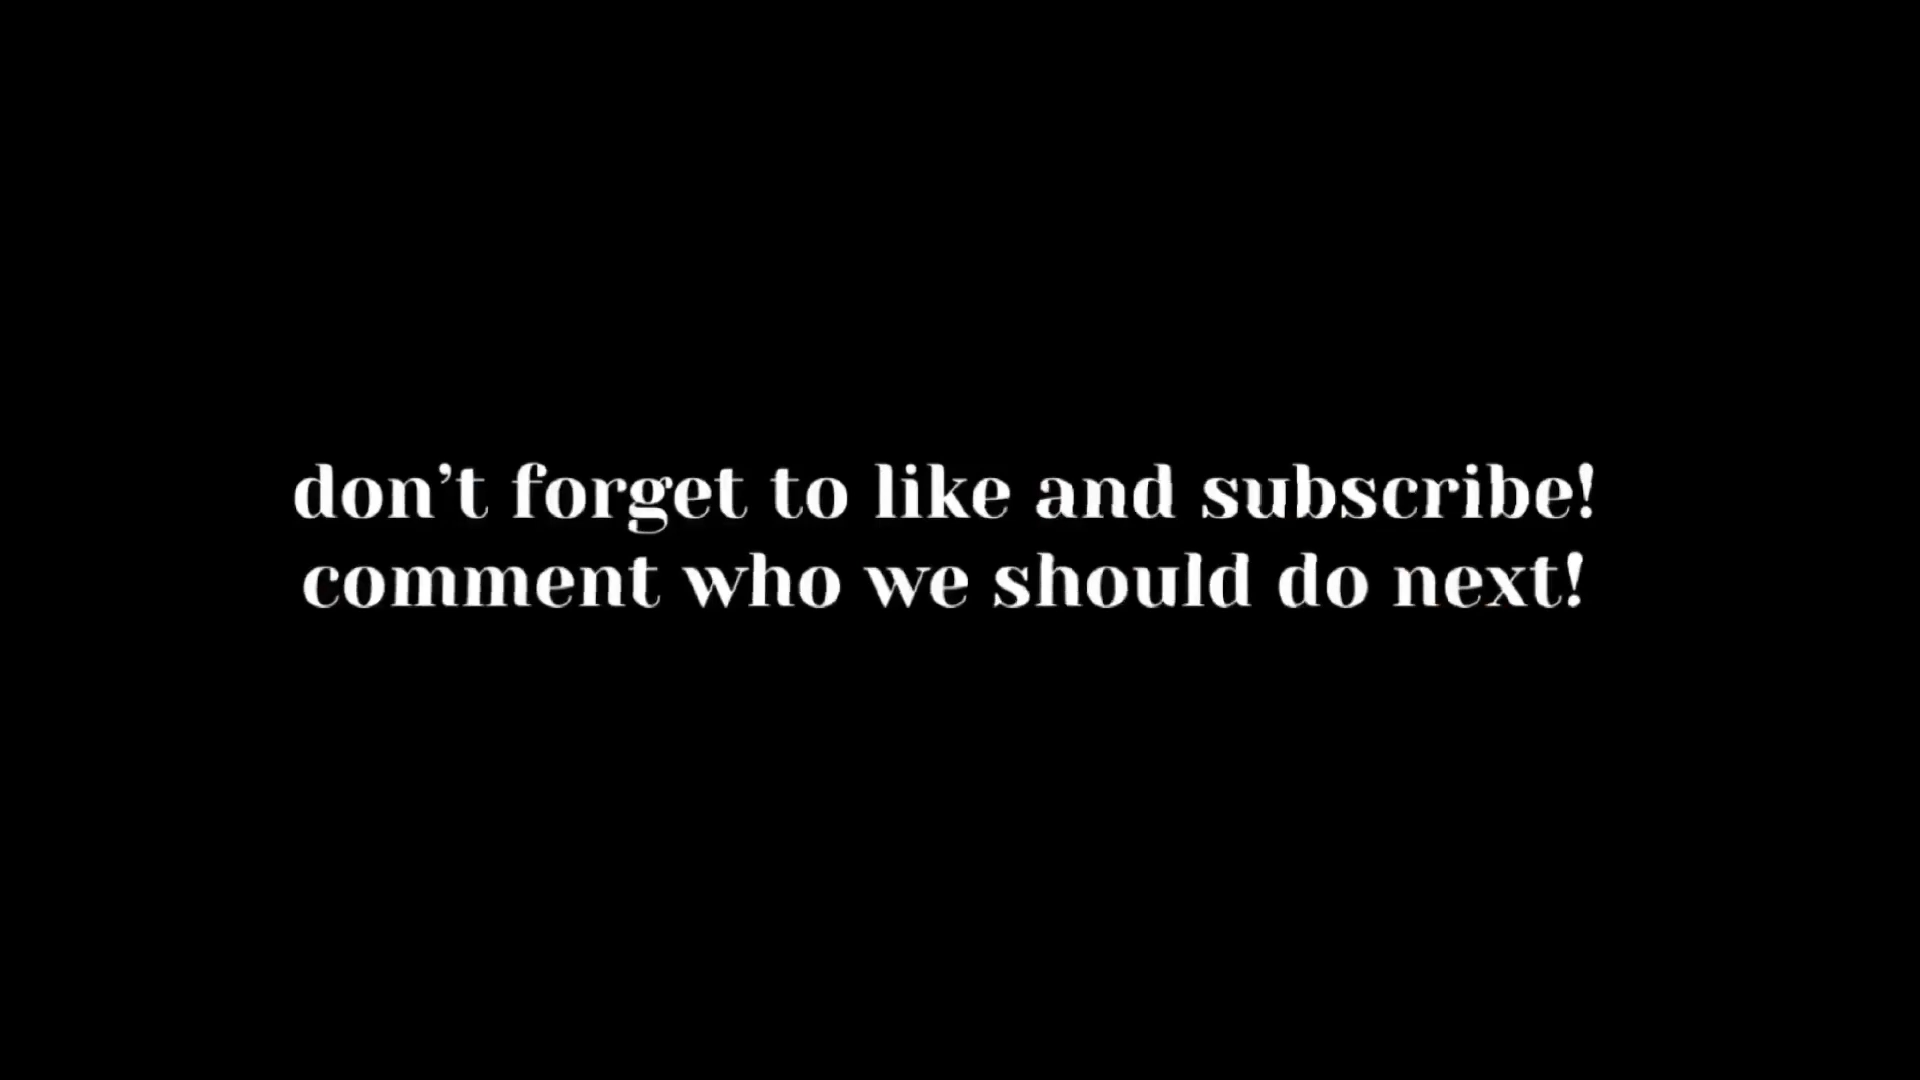 don’t forget to like and subscribe!
comment who we should do next!